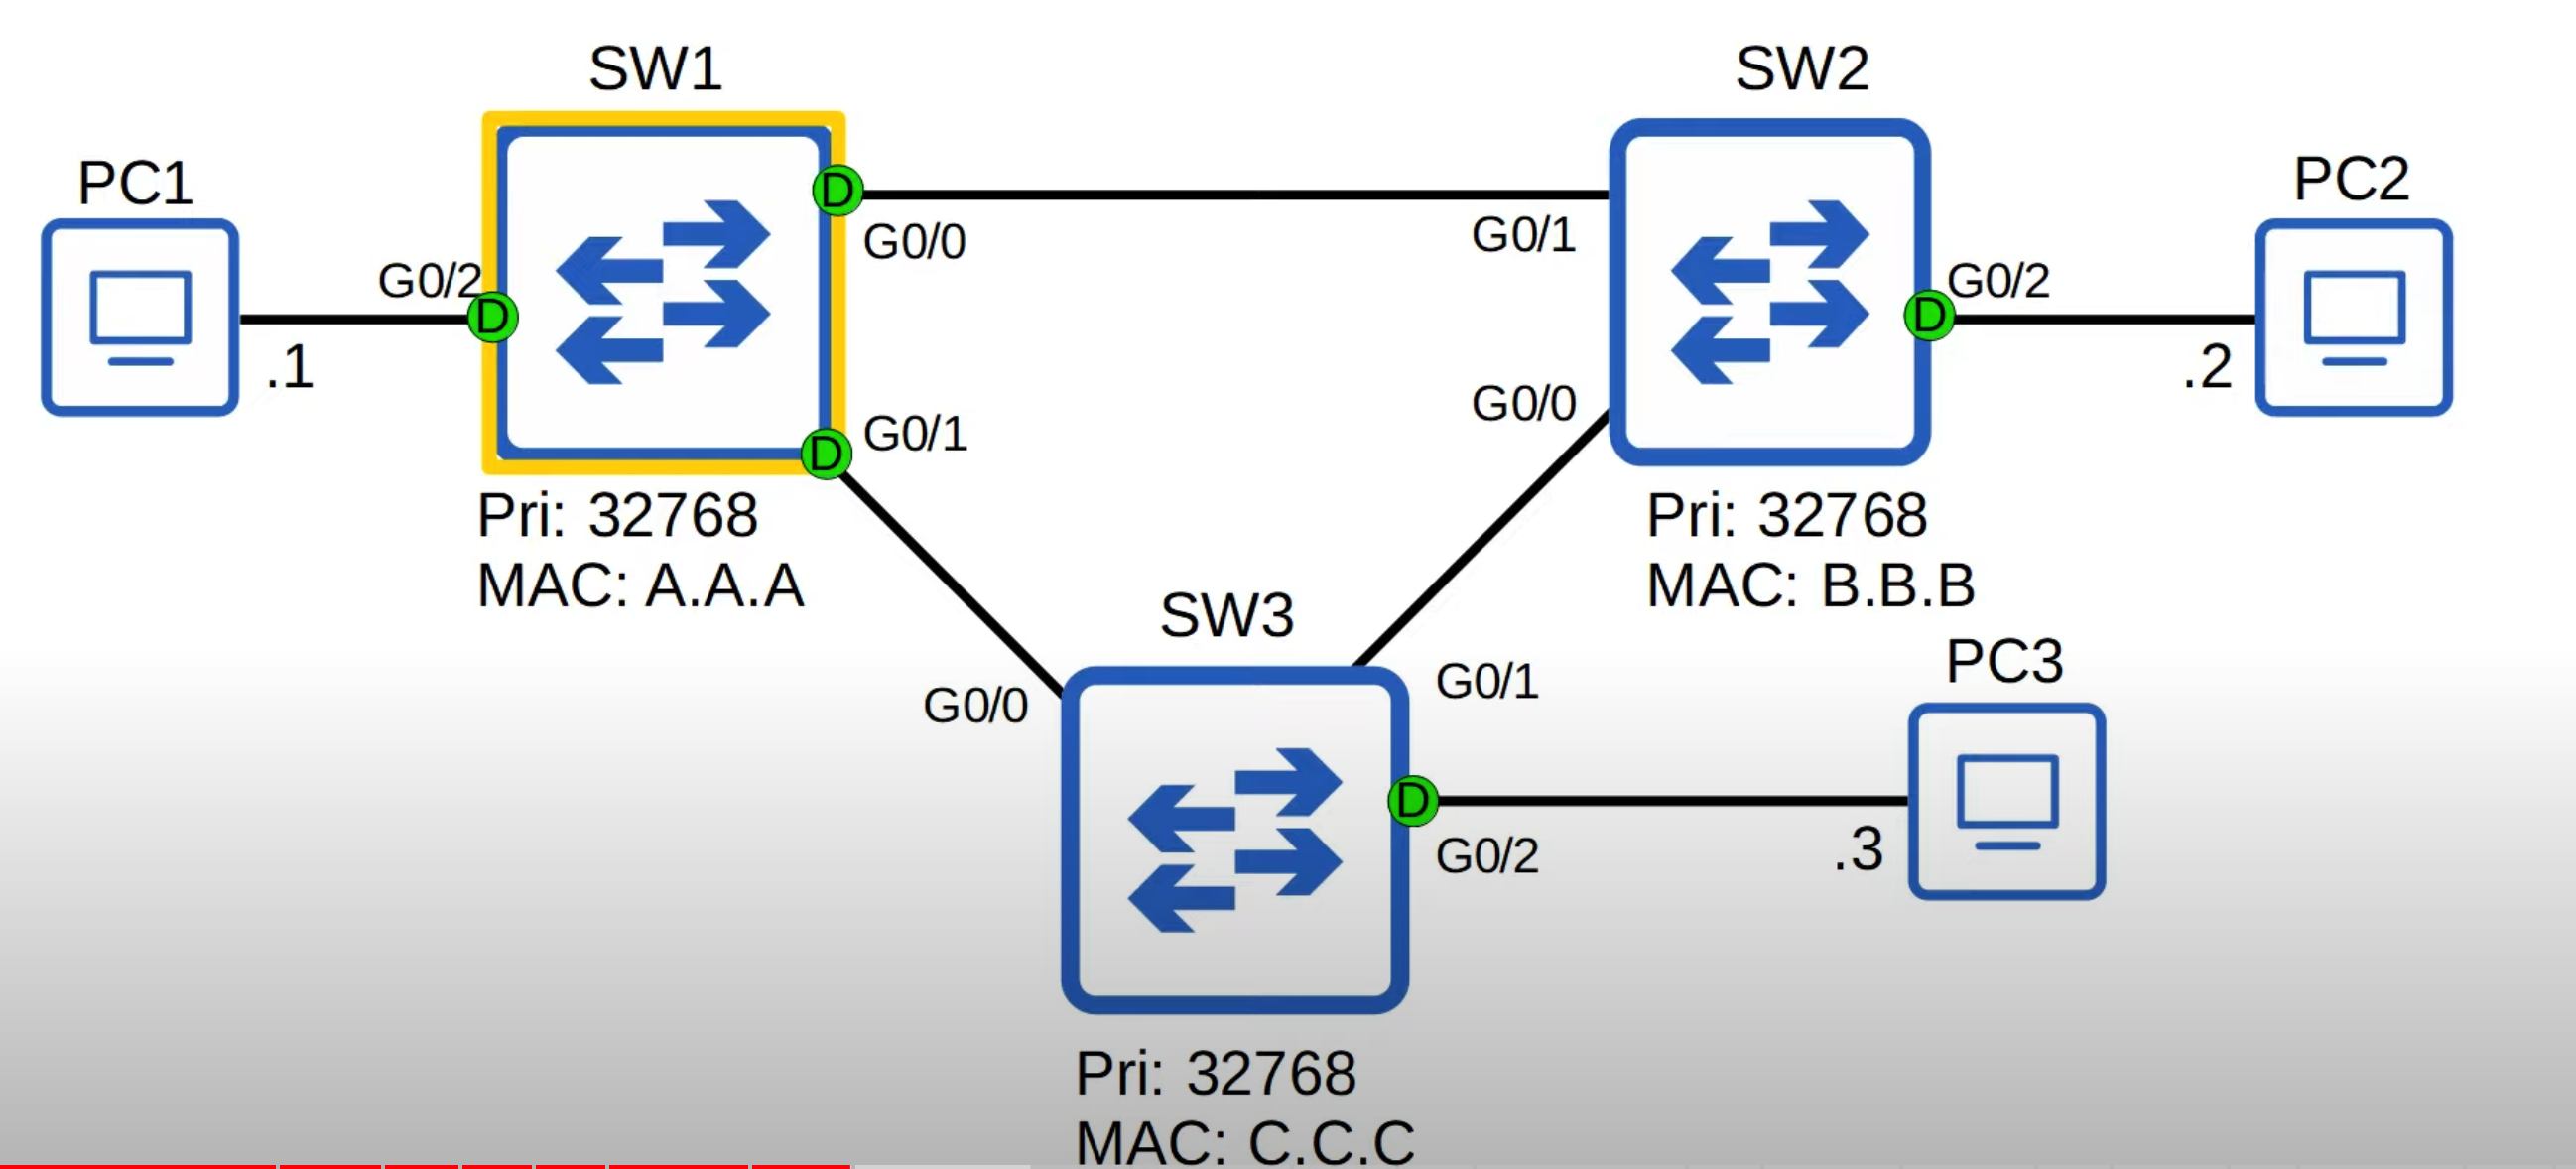 SW1
SW2
PC1
PC2
D
G0/0
G0/1
G0/2
D
D
G0/2
.1
.2
D
G0/1
G0/0
Pri: 32768
MAC: A.A.A
Pri: 32768
MAC: B.B.B
SW3
PC3
G0/0
G0/1
D
G0/2
.3
Pri: 32768
MAC: C.C.C